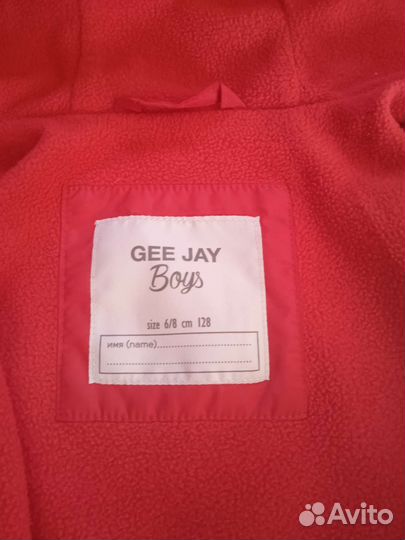 GEE JAY
Boys
size 6/8 cm 128
имя (name)
Avito